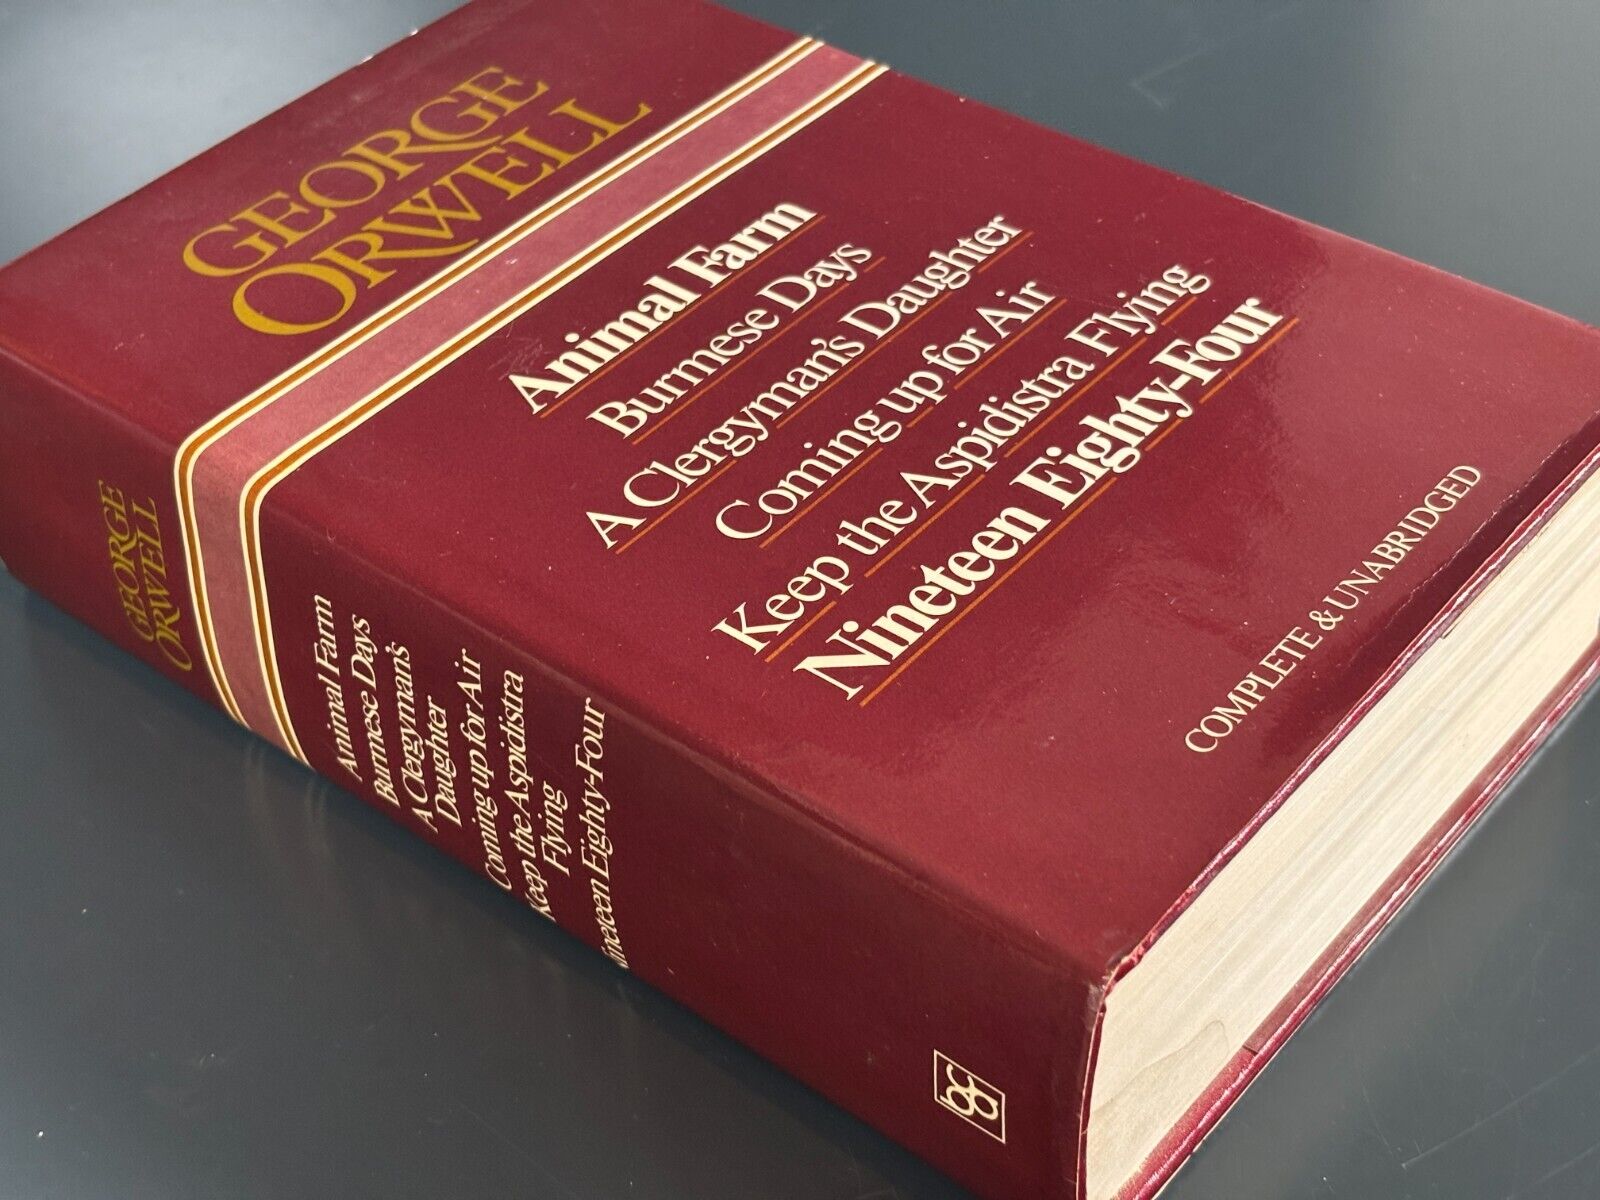 GEORGE
ORWELL
Animal Farm
Burmese Days
A Clergyman's Daughter
Coming up for Air
Keep the Aspidistra Flying
Nineteen Eighty-Four
COMPLETE & UNABRIDGED
GEORGE
ORWELL
Animal Farm
Burmese Days
A Clergyman's
Daughter
Coming up for Air
Keep the Aspidistra
Flying
Nineteen Eighty-Four